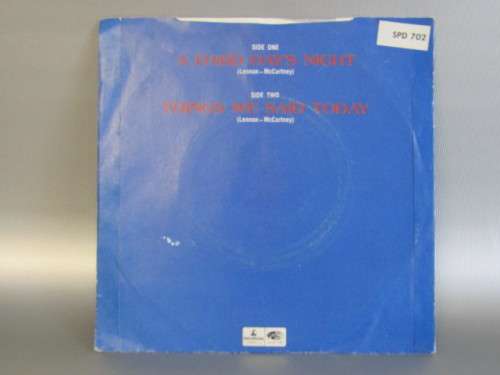 SPD 702
SIDE ONE
A HARD DAY'S NIGHT
(Lennon–McCartney)
SIDE TWO
THINGS WE SAID TODAY
(Lennon–McCartney)